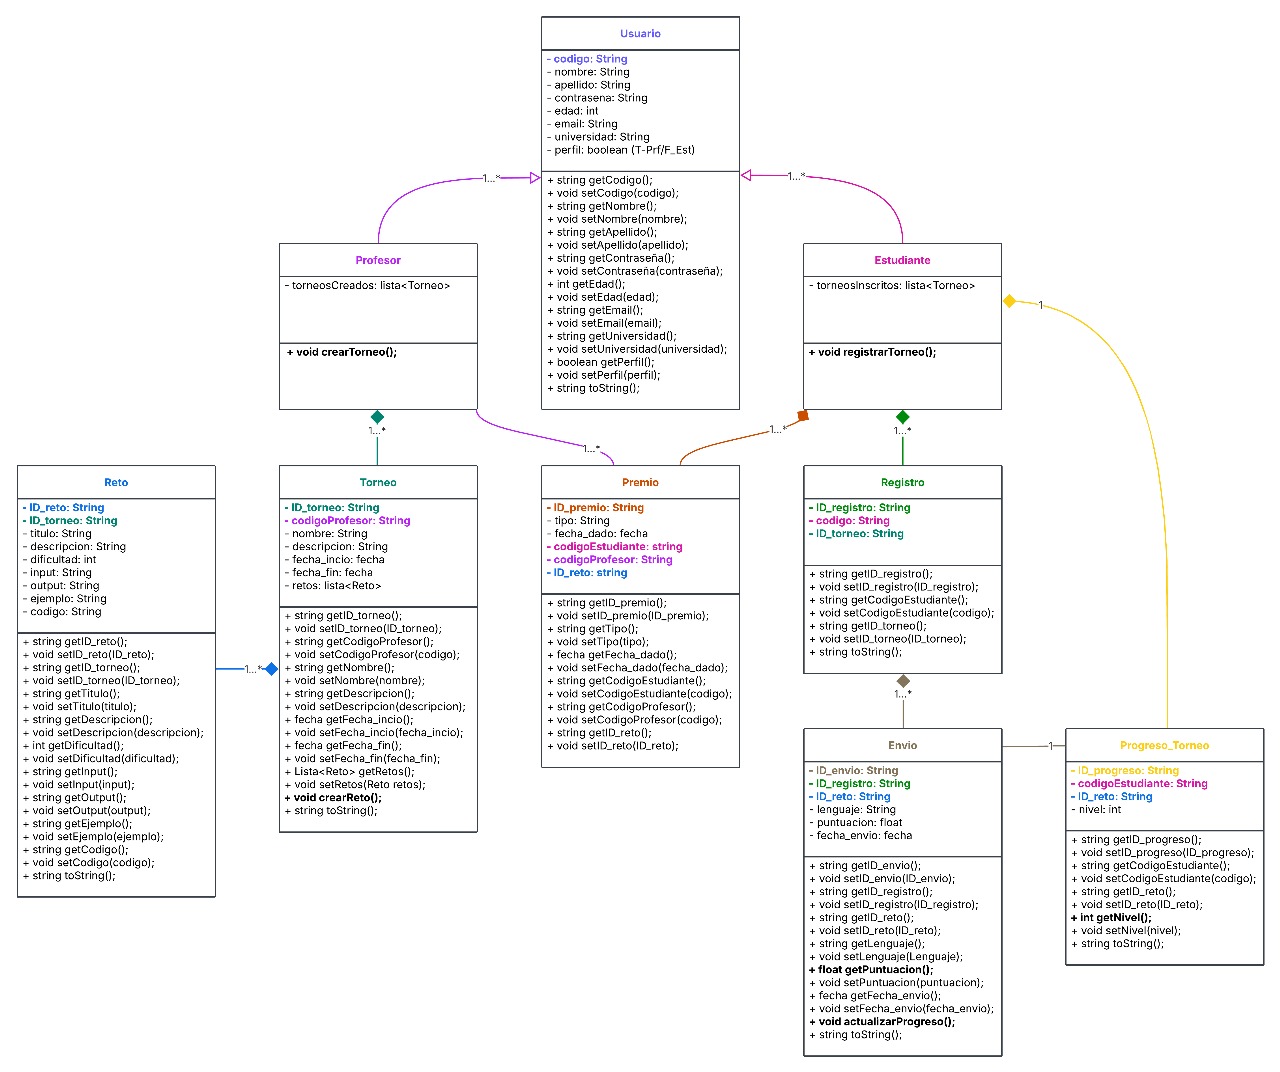 Usuario
- codigo: String
- nombre: String
- apellido: String
- contrasena: String
- edad: int
- email: String
- universidad: String
- perfil: boolean (T-Prf/F_Est)
+ string getCodigo();
+ void setCodigo(codigo);
+ string getNombre();
+ void setNombre(nombre);
+ string getApellido();
+ void setApellido(apellido);
+ string getContraseña();
+ void setContraseña(contraseña);
+ int getEdad();
+ void setEdad(edad);
+ string getEmail();
+ void setEmail(email);
+ string getUniversidad();
+ void setUniversidad(universidad);
+ boolean getPerfil();
+ void setPerfil(perfil);
+ string toString();
1...*
1...*
Profesor
- torneosCreados: lista<Torneo>
+ void crearTorneo();
Estudiante
- torneosInscritos: lista<Torneo>
+ void registrarTorneo();
1
1...*
1...*
1...*
1...*
Reto
- ID_reto: String
- ID_torneo: String
- titulo: String
- descripcion: String
- dificultad: int
- input: String
- output: String
- ejemplo: String
- codigo: String
+ string getID_reto();
+ void setID_reto(ID_reto);
+ string getID_torneo();
+ void setID_torneo(ID_torneo);
+ string getTitulo();
+ void setTitulo(titulo);
+ string getDescripcion();
+ void setDescripcion(descripcion);
+ int getDificultad();
+ void setDificultad(dificultad);
+ string getInput();
+ void setInput(input);
+ string getOutput();
+ void setOutput(output);
+ string getEjemplo();
+ void setEjemplo(ejemplo);
+ string getCodigo();
+ void setCodigo(codigo);
+ string toString();
1...*
Torneo
- ID_torneo: String
- codigoProfesor: String
- nombre: String
- descripcion: String
- fecha_incio: fecha
- fecha_fin: fecha
- retos: lista<Reto>
+ string getID_torneo();
+ void setID_torneo(ID_torneo);
+ string getCodigoProfesor();
+ void setCodigoProfesor(codigo);
+ string getNombre();
+ void setNombre(nombre);
+ string getDescripcion();
+ void setDescripcion(descripcion);
+ fecha getFecha_incio();
+ void setFecha_incio(fecha_incio);
+ fecha getFecha_fin();
+ void setFecha_fin(fecha_fin);
+ Lista<Reto> getRetos();
+ void setRetos(Reto retos);
+ void crearReto();
+ string toString();
Premio
- ID_premio: String
- tipo: String
- fecha_dado: fecha
- codigoEstudiante: string
- codigoProfesor: String
- ID_reto: string
+ string getID_premio();
+ void setID_premio(ID_premio);
+ string getTipo();
+ void setTipo(tipo);
+ fecha getFecha_dado();
+ void setFecha_dado(fecha_dado);
+ string getCodigoEstudiante();
+ void setCodigoEstudiante(codigo);
+ string getCodigoProfesor();
+ void setCodigoProfesor(codigo);
+ string getID_reto();
+ void setID_reto(ID_reto);
Registro
- ID_registro: String
- codigo: String
- ID_torneo: String
+ string getID_registro();
+ void setID_registro(ID_registro);
+ string getCodigoEstudiante();
+ void setCodigoEstudiante(codigo);
+ string getID_torneo();
+ void setID_torneo(ID_torneo);
+ string toString();
1...*
Envio
- ID_envio: String
- ID_registro: String
- ID_reto: String
- lenguaje: String
- puntuacion: float
- fecha_envio: fecha
+ string getID_envio();
+ void setID_envio(ID_envio);
+ string getID_registro();
+ void setID_registro(ID_registro);
+ string getID_reto();
+ void setID_reto(ID_reto);
+ string getLenguaje();
+ void setLenguaje(Lenguaje);
+ float getPuntuacion();
+ void setPuntuacion(puntuacion);
+ fecha getFecha_envio();
+ void setFecha_envio(fecha_envio);
+ void actualizarProgreso();
+ string toString();
1
Progreso_Torneo
- ID_progreso: String
- codigoEstudiante: String
- ID_reto: String
- nivel: int
+ string getID_progreso();
+ void setID_progreso(ID_progreso);
+ string getCodigoEstudiante();
+ void setCodigoEstudiante(codigo);
+ string getID_reto();
+ void setID_reto(ID_reto);
+ int getNivel();
+ void setNivel(nivel);
+ string toString();